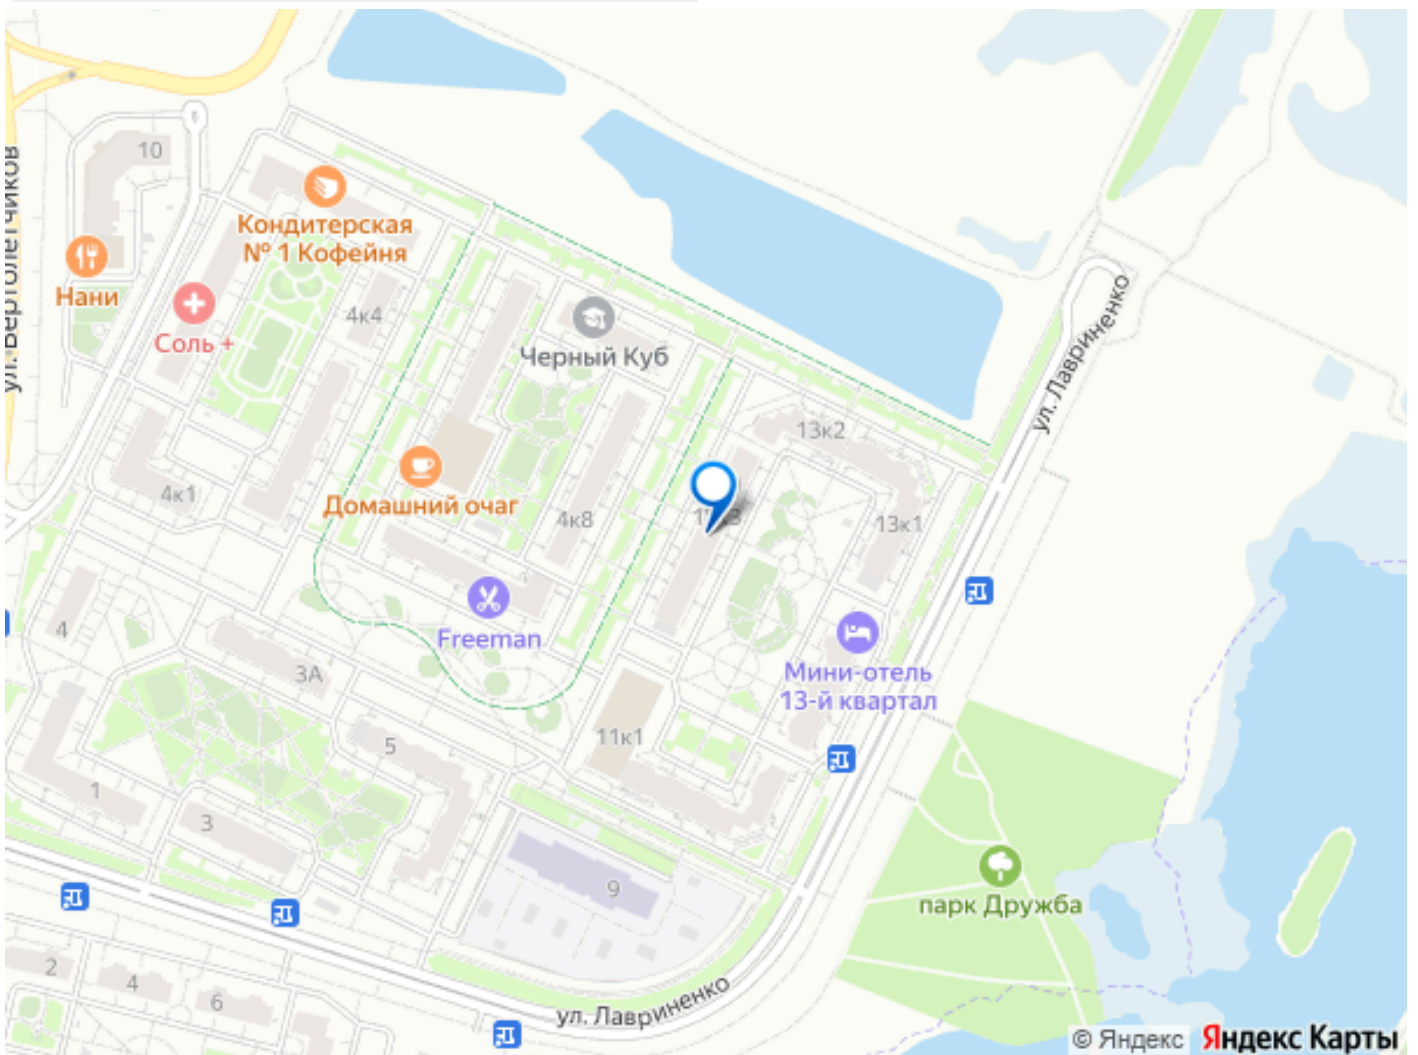 10
Кондитерская
№ 1 Кофейня
ул. Вертолётчиков
Нани
Соль +
4к4
Черный Куб
ул. Лавриненко
13к2
4к1
Домашний очаг
4к8
13к1
4
Freeman
3А
Мини-отель
13-й квартал
5
11к1
1
3
9
парк Дружба
2
4
6
ул. Лавриненко
© Яндекс Яндекс Карты